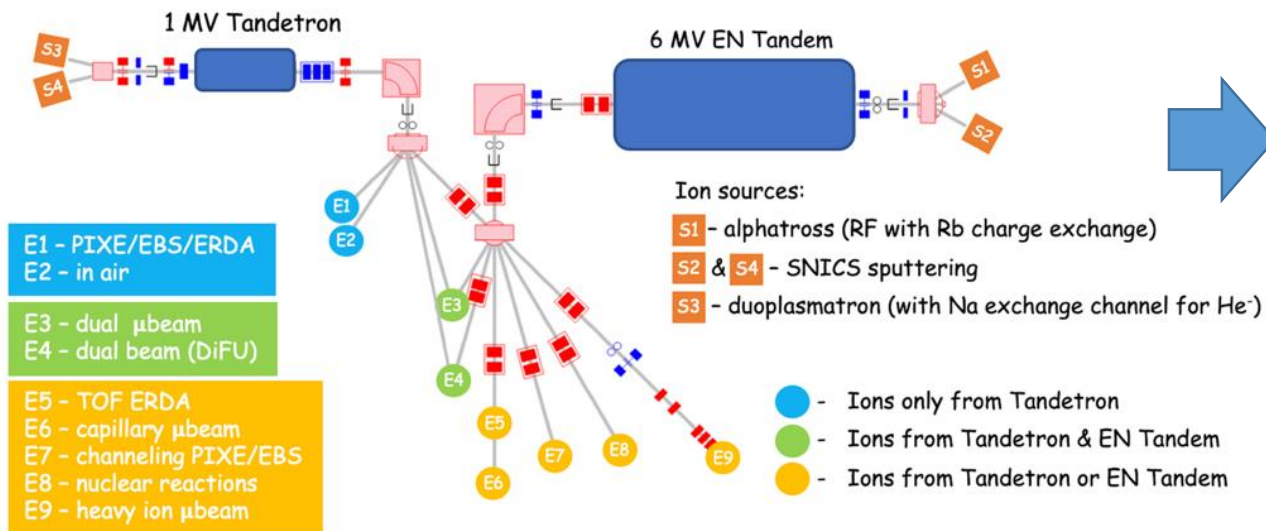 1 MV Tandetron
6 MV EN Tandem
S3
S4
S1
S2
E1
E2
E3
E4
E5
E6
E7
E8
E9
Ion sources:
S1 – alphatross (RF with Rb charge exchange)
S2 & S4 – SNICS sputtering
S3 – duoplasmatron (with Na exchange channel for He⁻)
E1 – PIXE/EBS/ERDA
E2 – in air
E3 – dual μbeam
E4 – dual beam (DiFU)
E5 – TOF ERDA
E6 – capillary μbeam
E7 – channeling PIXE/EBS
E8 – nuclear reactions
E9 – heavy ion μbeam
- Ions only from Tandetron
- Ions from Tandetron & EN Tandem
- Ions from Tandetron or EN Tandem